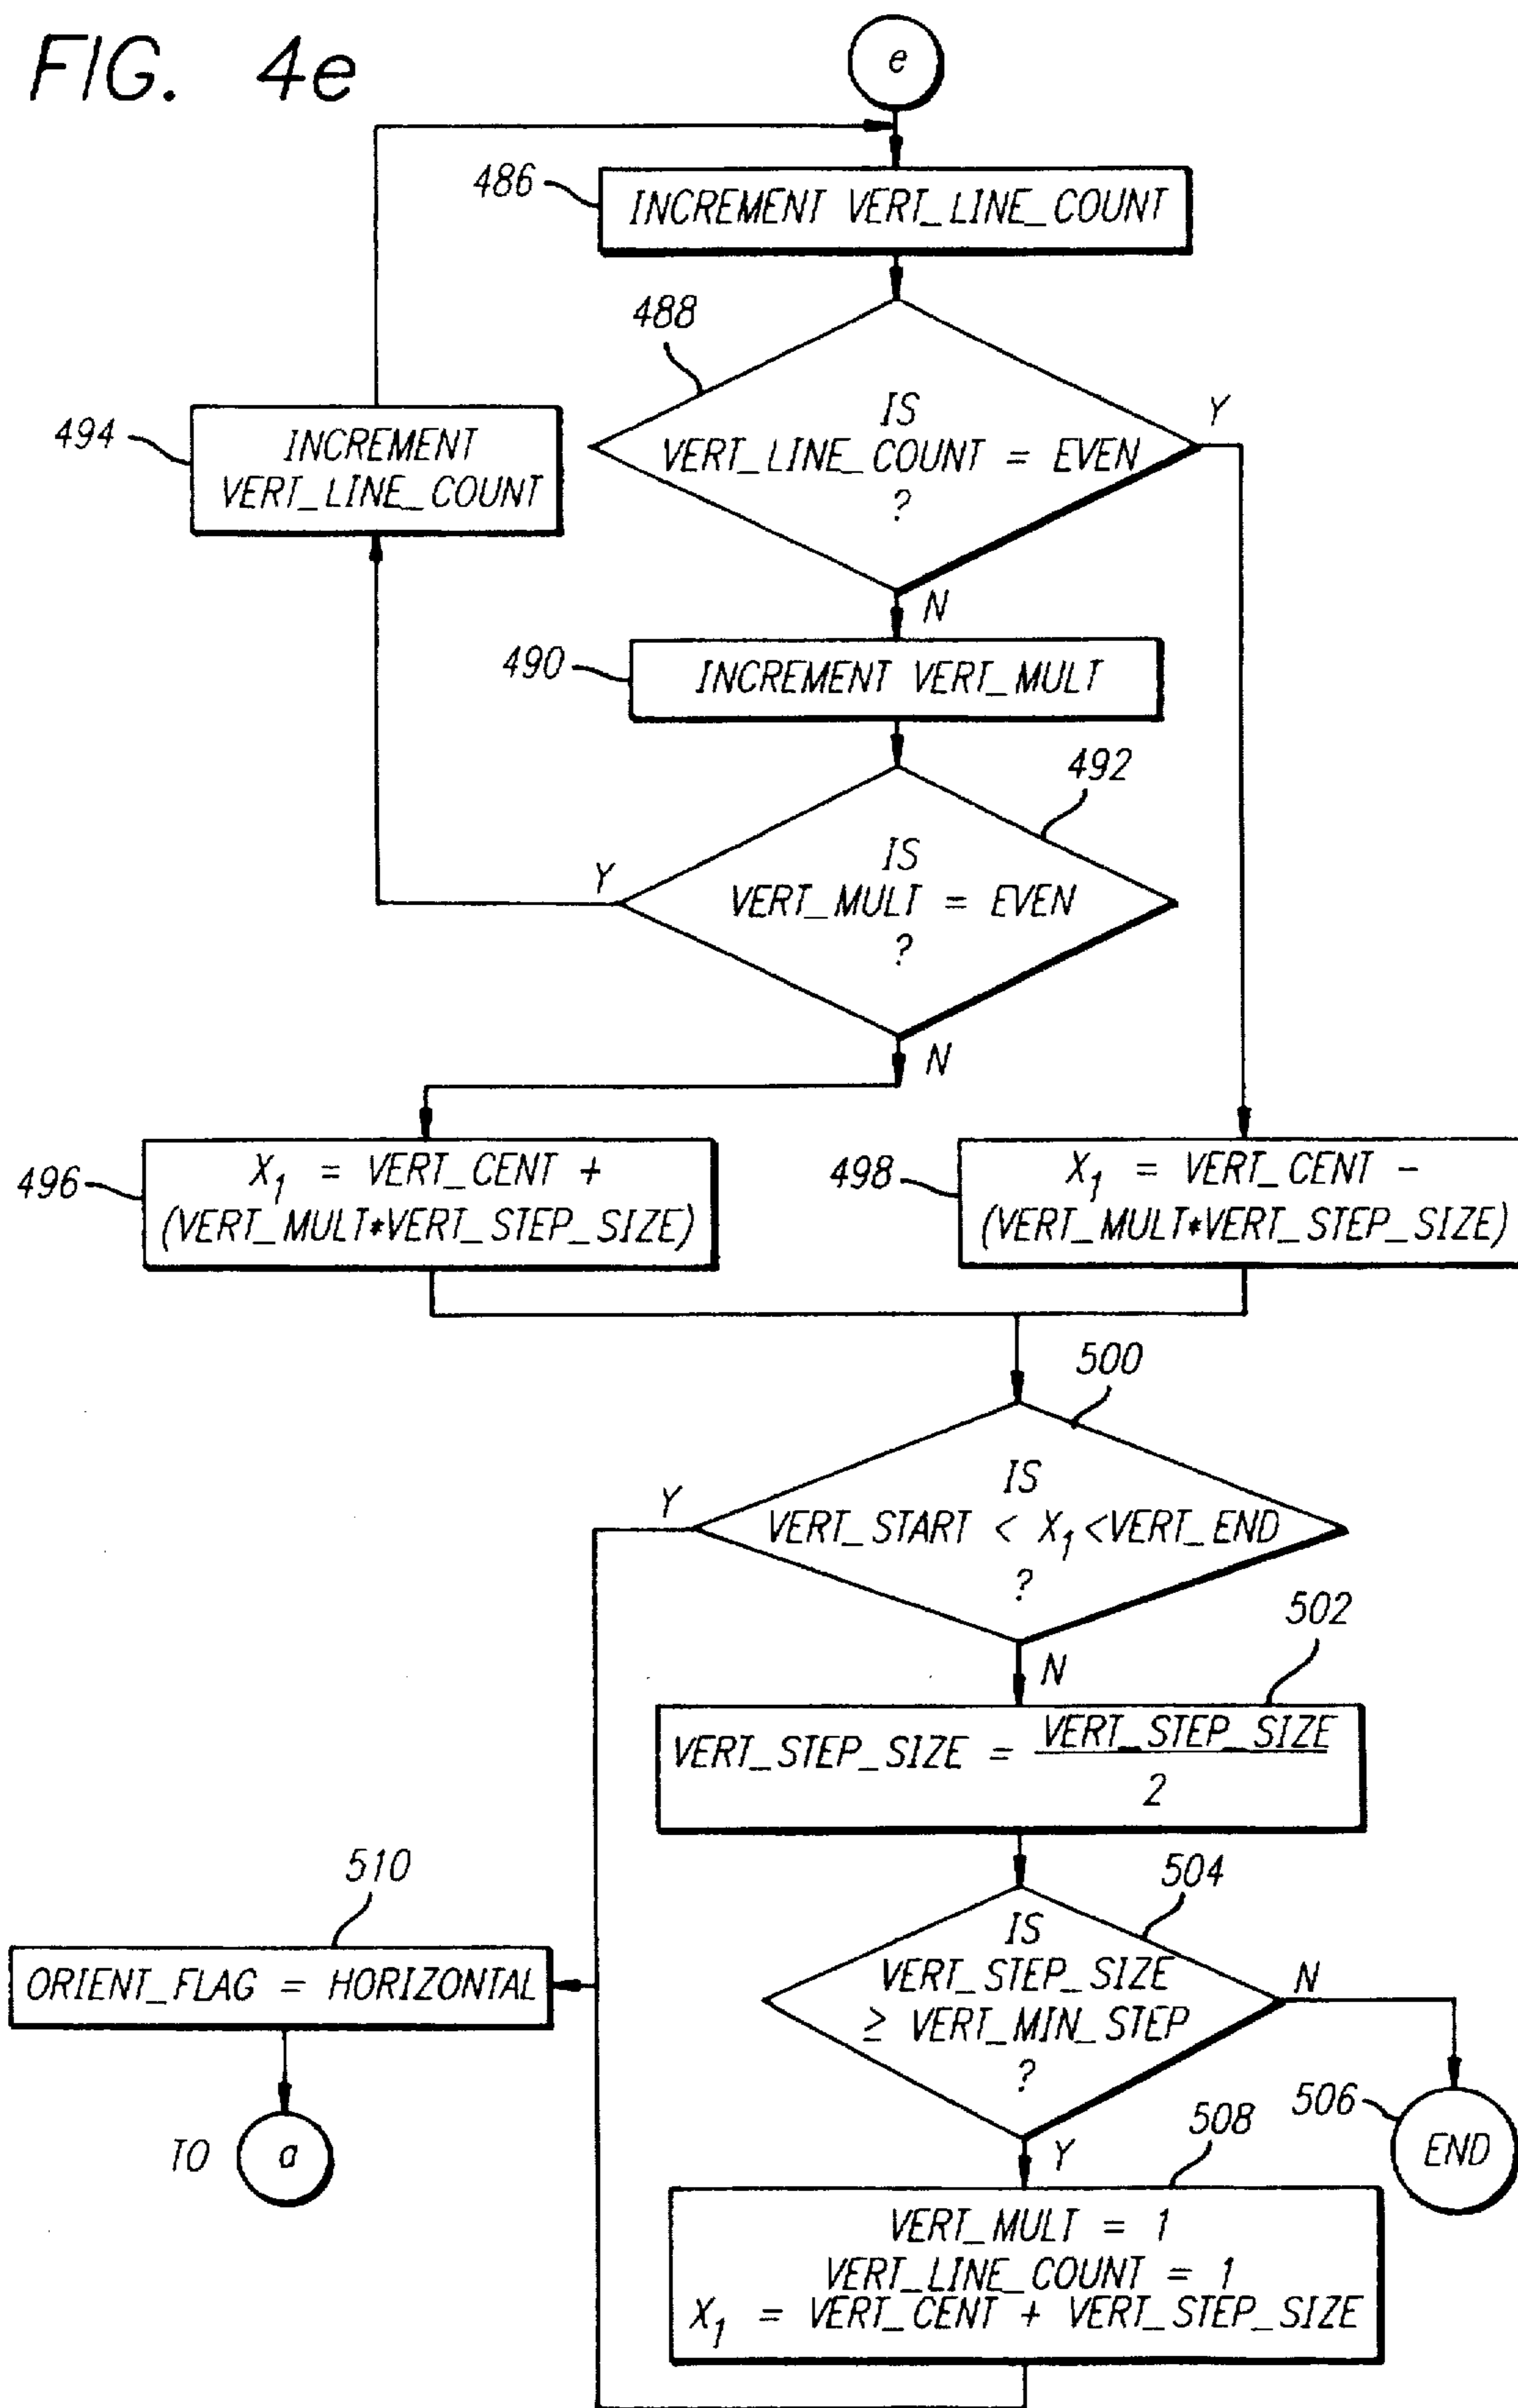 FIG. 4e
e
486
INCREMENT VERT_LINE_COUNT
488
IS
VERT_LINE_COUNT = EVEN
?
Y
494
INCREMENT
VERT_LINE_COUNT
N
490
INCREMENT VERT_MULT
492
IS
VERT_MULT = EVEN
?
Y
N
496
X1 = VERT_CENT +
(VERT_MULT*VERT_STEP_SIZE)
498
X1 = VERT_CENT –
(VERT_MULT*VERT_STEP_SIZE)
500
IS
VERT_START < X1 <VERT_END
?
Y
N
502
VERT_STEP_SIZE = VERT_STEP_SIZE
2
504
IS
VERT_STEP_SIZE
≥ VERT_MIN_STEP
?
N
Y
506
END
510
ORIENT_FLAG = HORIZONTAL
TO a
508
VERT_MULT = 1
VERT_LINE_COUNT = 1
X1 = VERT_CENT + VERT_STEP_SIZE